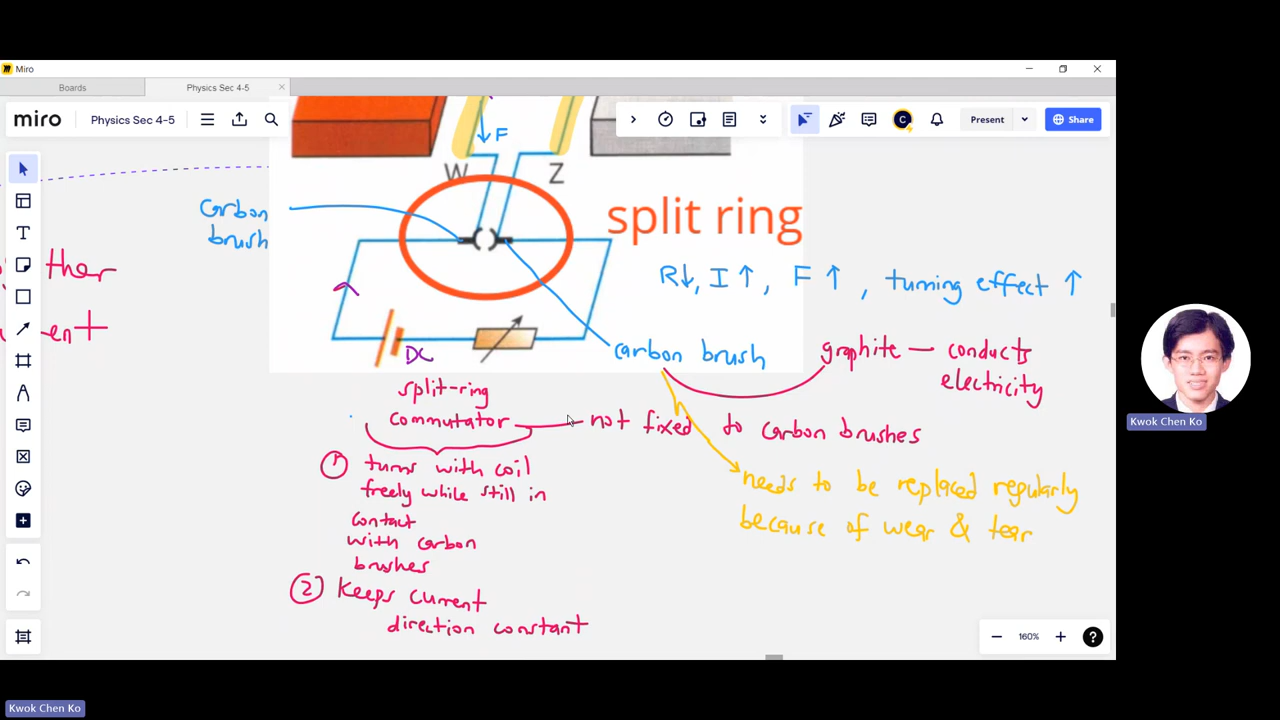 Miro
Boards
Physics Sec 4-5
miro
Physics Sec 4-5
C
Present
Share
F
W
Z
Carbon
brush
split ring
ther
ent
R↓, I↑, F↑, turning effect ↑
DC
carbon brush
graphite — conducts
electricity
split-ring
commutator — not fixed to carbon brushes
① turns with coil
freely while still in
contact
with carbon
brushes
needs to be replaced regularly
because of wear & tear
② Keeps current
direction constant
160%
Kwok Chen Ko
Kwok Chen Ko